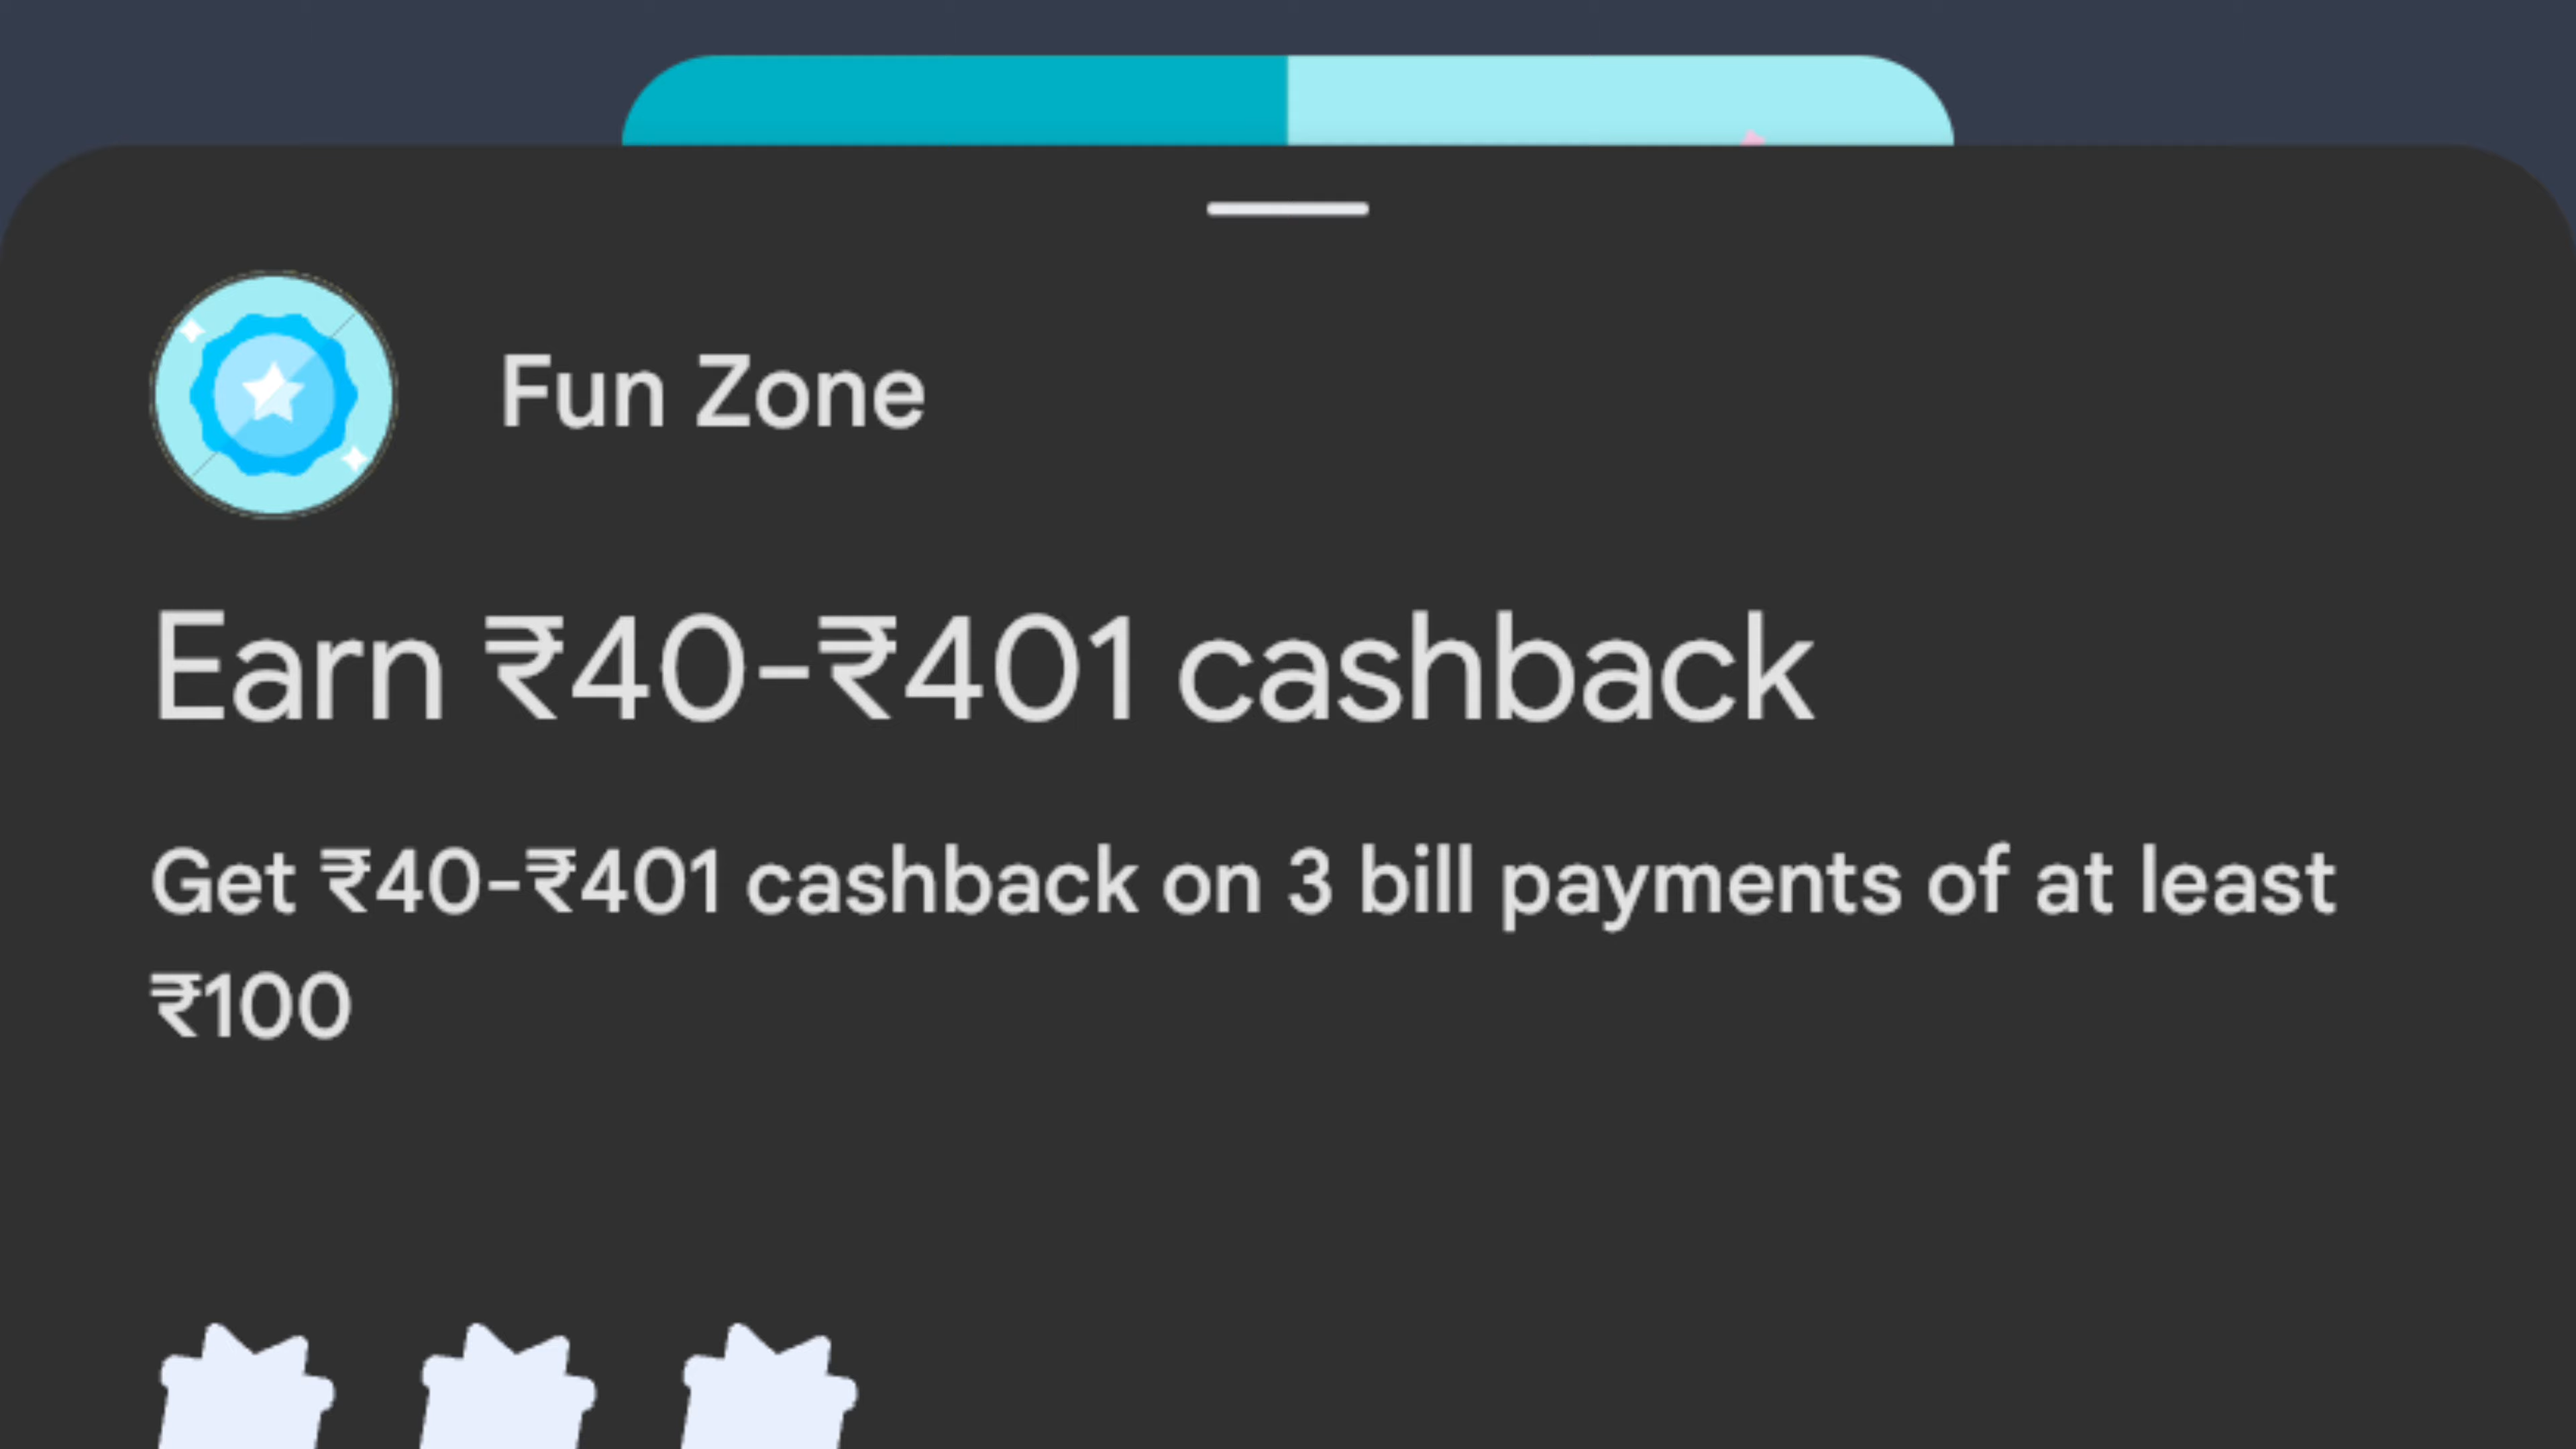 Fun Zone
Earn ₹40-₹401 cashback
Get ₹40-₹401 cashback on 3 bill payments of at least
₹100